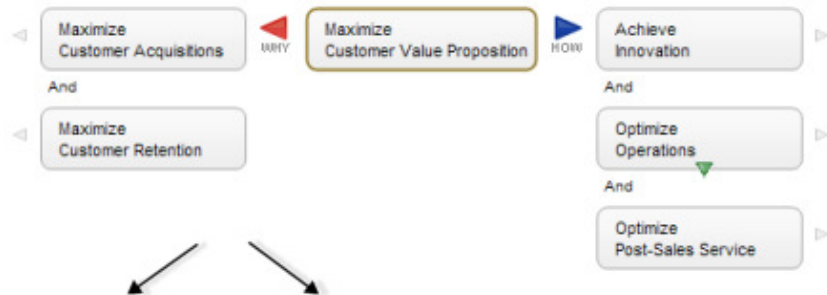 Maximize
Customer Acquisitions
WHY
Maximize
Customer Value Proposition
HOW
Achieve
Innovation
And
And
Maximize
Customer Retention
Optimize
Operations
And
Optimize
Post-Sales Service